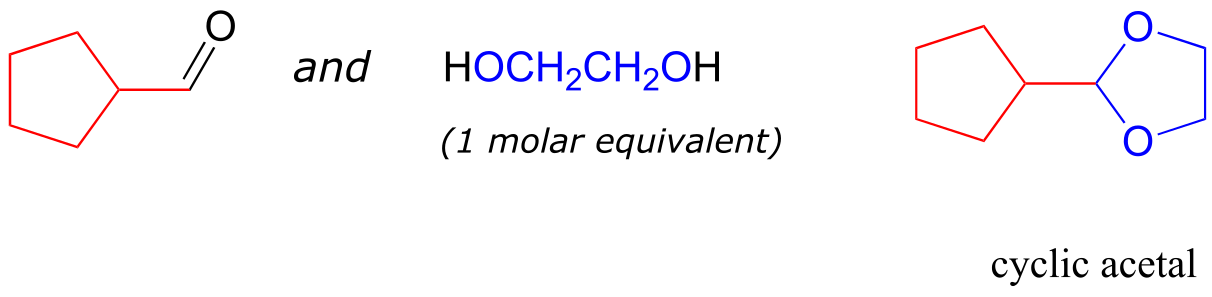 O
and HOCH₂CH₂OH
(1 molar equivalent)
O
O
cyclic acetal